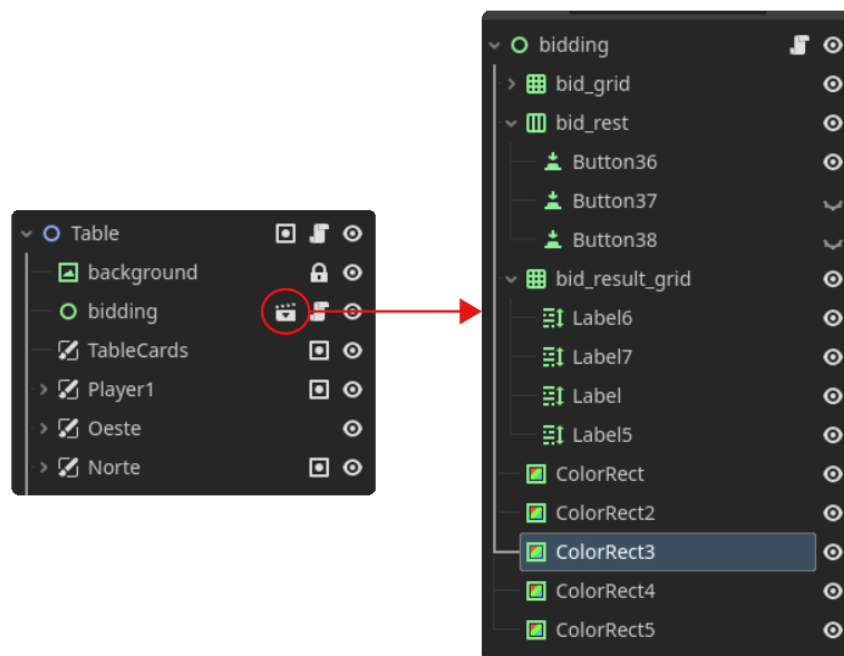 Table
background
bidding
TableCards
Player1
Oeste
Norte
bidding
bid_grid
bid_rest
Button36
Button37
Button38
bid_result_grid
Label6
Label7
Label
Label5
ColorRect
ColorRect2
ColorRect3
ColorRect4
ColorRect5